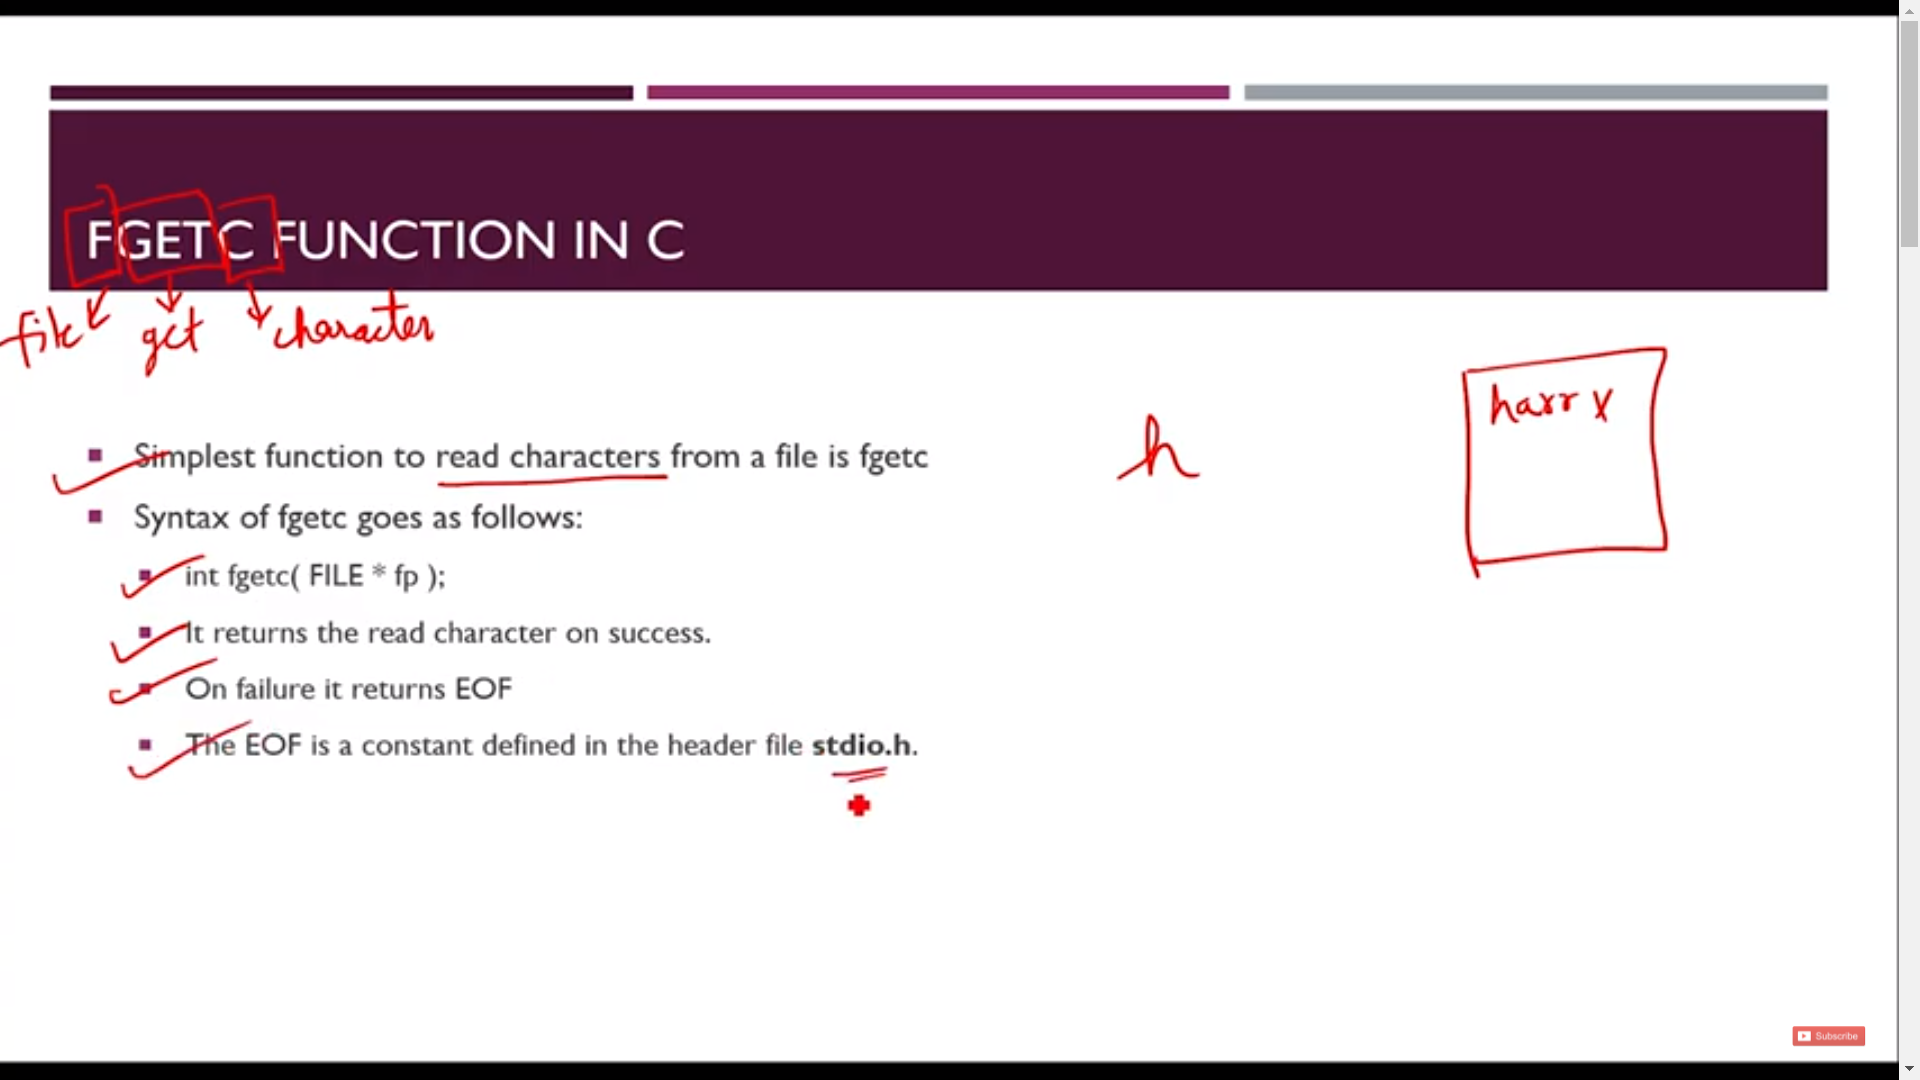 FGETC FUNCTION IN C
file get character
harry
h
Simplest function to read characters from a file is fgetc
Syntax of fgetc goes as follows:
int fgetc( FILE * fp );
It returns the read character on success.
On failure it returns EOF
The EOF is a constant defined in the header file stdio.h.
Subscribe